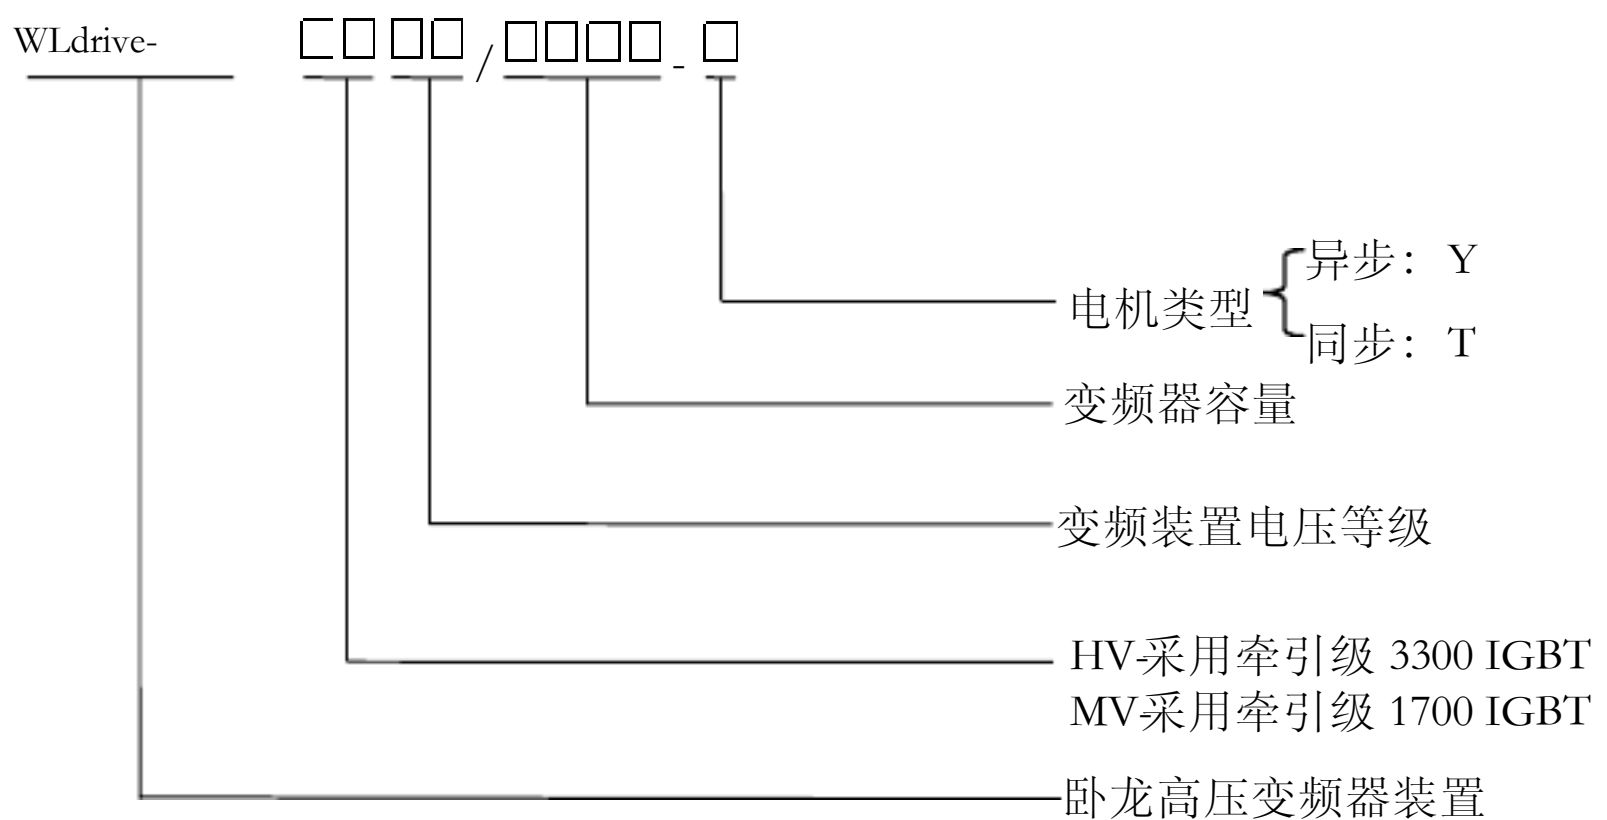 WLdrive- □□ □□ / □□□□ - □
异步： Y
电机类型
同步： T
变频器容量
变频装置电压等级
HV-采用牵引级 3300 IGBT
MV-采用牵引级 1700 IGBT
卧龙高压变频器装置